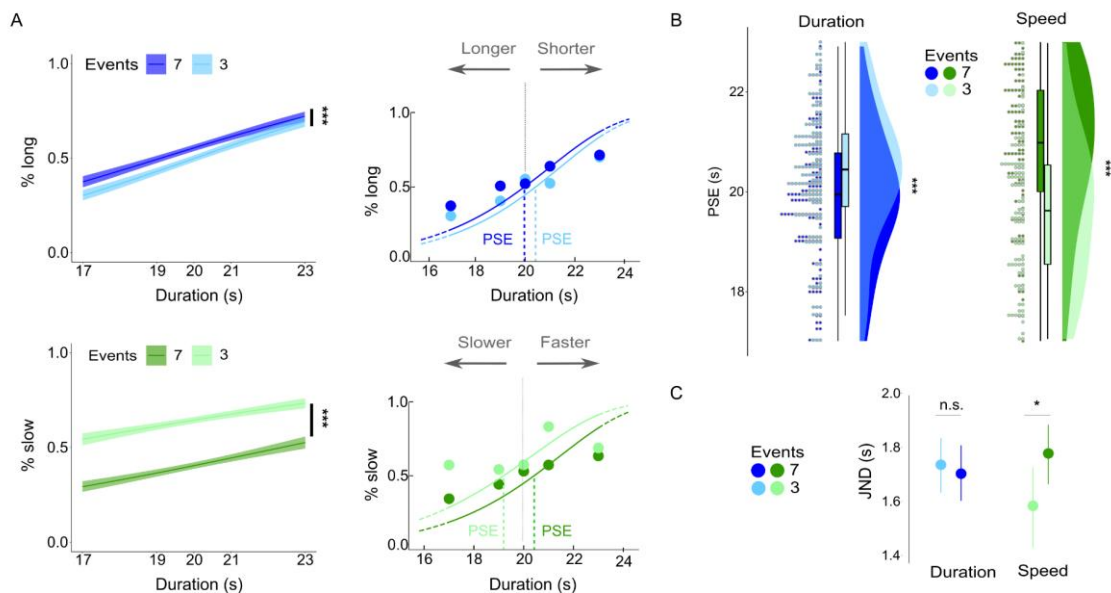 A
Events 7 3
% long
1.0
0.5
0.0
17 19 20 21 23
Duration (s)
***
Longer Shorter
% long
1.0
0.5
0.0
PSE PSE
16 18 20 22 24
Duration (s)
Events 7 3
% slow
1.0
0.5
0.0
17 19 20 21 23
Duration (s)
***
Slower Faster
% slow
1.0
0.5
0.0
PSE PSE
16 18 20 22 24
Duration (s)
B
Duration Speed
Events
7
3
PSE (s)
22
20
18
***
***
C
Events
7
3
JND (s)
2.0
1.8
1.6
1.4
n.s. *
Duration Speed